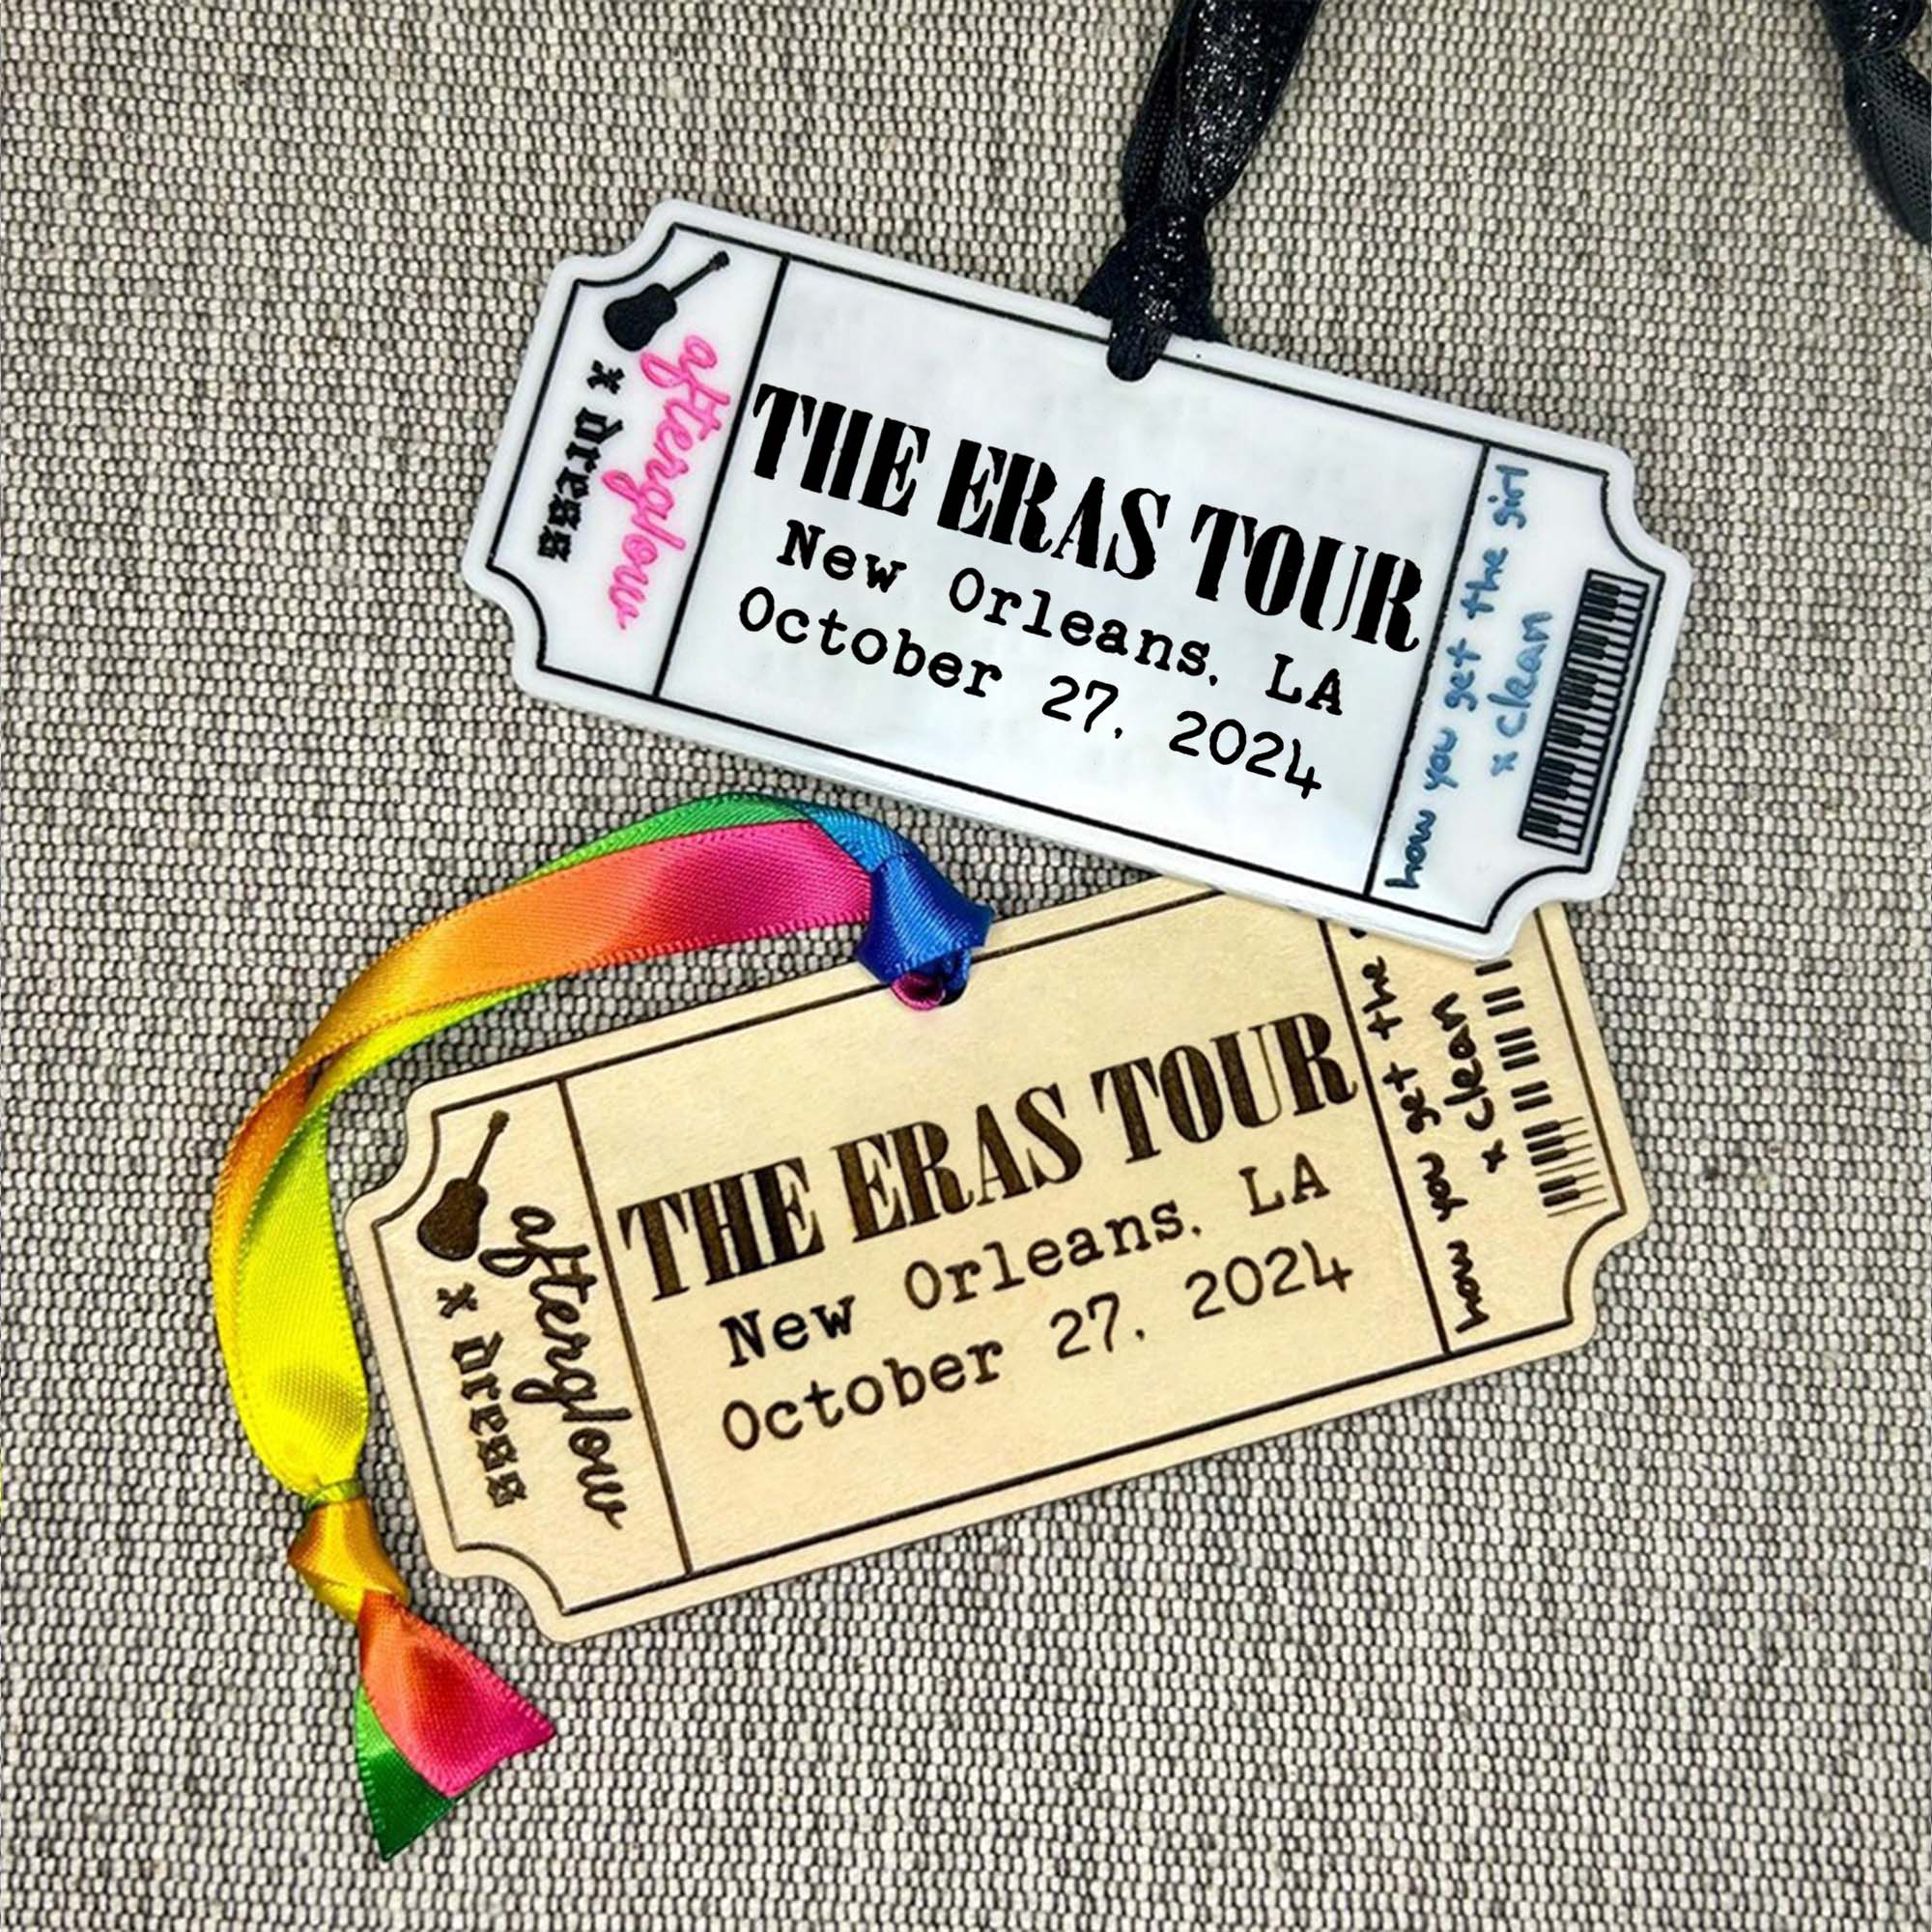 afterglow
x dress
THE ERAS TOUR
New Orleans, LA
October 27, 2024
how you get the girl
x clean
afterglow
x dress
THE ERAS TOUR
New Orleans, LA
October 27, 2024
how you get the
x clean